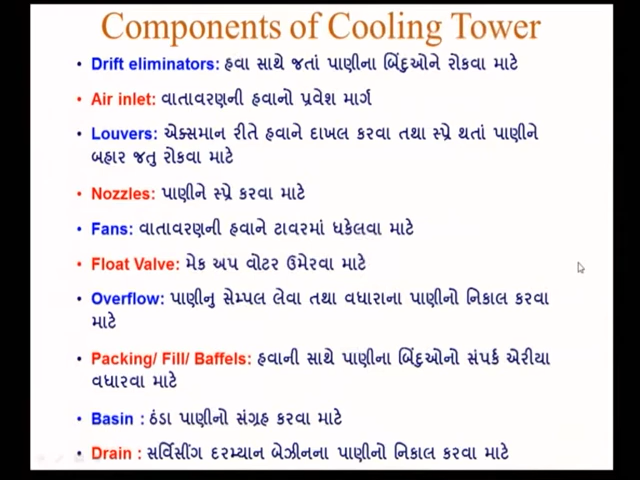 Components of Cooling Tower
• Drift eliminators: હવા સાથે જતાં પાણીના બિંદુઓને રોકવા માટે
• Air inlet: વાતાવરણની હવાનો પ્રવેશ માર્ગ
• Louvers: એક્સમાન રીતે હવાને દાખલ કરવા તથા સ્પ્રે થતાં પાણીને
બહાર જતુ રોકવા માટે
• Nozzles: પાણીને સ્પ્રે કરવા માટે
• Fans: વાતાવરણની હવાને ટાવરમાં ધકેલવા માટે
• Float Valve: મેક અપ વોટર ઉમેરવા માટે
• Overflow: પાણીનુ સેમ્પલ લેવા તથા વધારાના પાણીનો નિકાલ કરવા
માટે
• Packing/ Fill/ Baffels: હવાની સાથે પાણીના બિંદુઓનો સંપર્ક એરીયા
વધારવા માટે
• Basin : ઠંડા પાણીનો સંગ્રહ કરવા માટે
• Drain : સર્વિસીંગ દરમ્યાન બેઝીનના પાણીનો નિકાલ કરવા માટે